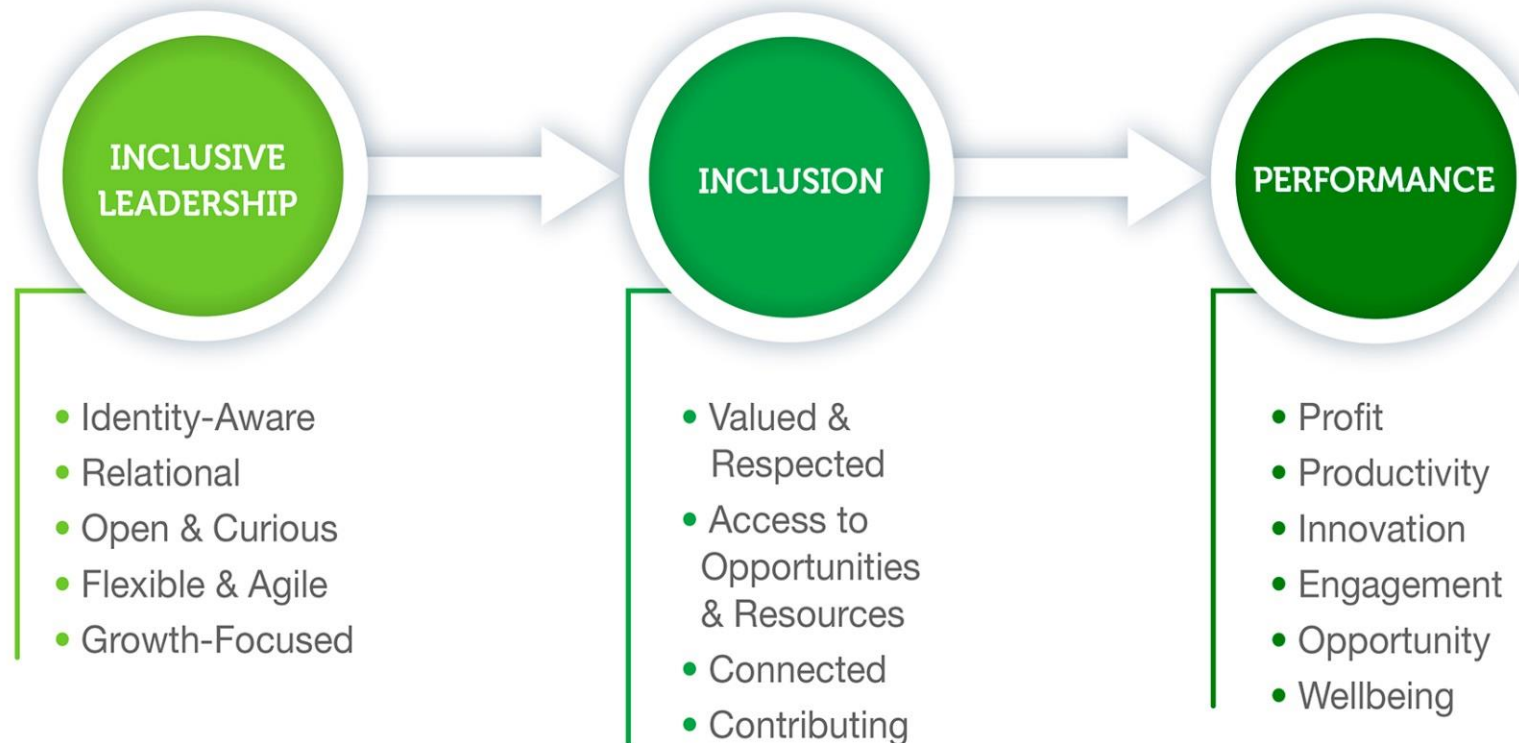 INCLUSIVE
LEADERSHIP
• Identity-Aware
• Relational
• Open & Curious
• Flexible & Agile
• Growth-Focused
INCLUSION
• Valued &
Respected
• Access to
Opportunities
& Resources
• Connected
• Contributing
PERFORMANCE
• Profit
• Productivity
• Innovation
• Engagement
• Opportunity
• Wellbeing